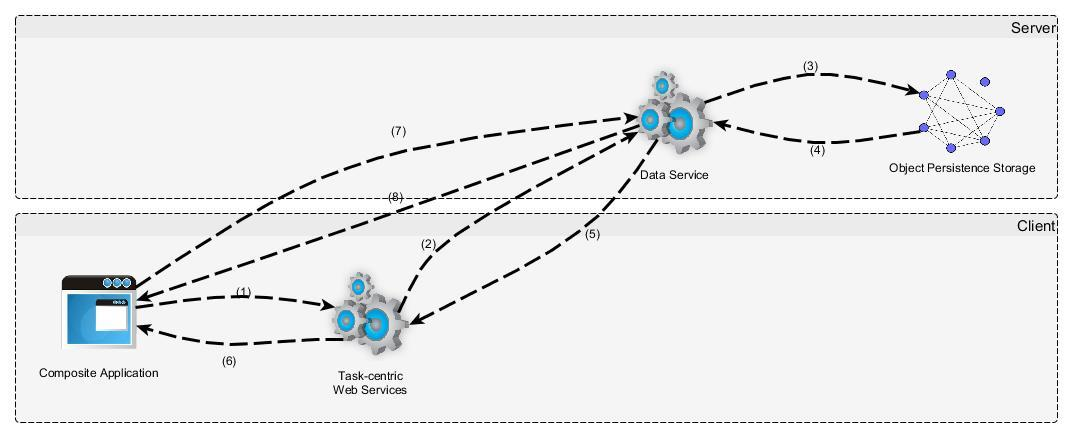 Server
(3)
(7)
(4)
Data Service
Object Persistence Storage
(8)
Client
(2)
(5)
(1)
(6)
Composite Application
Task-centric
Web Services